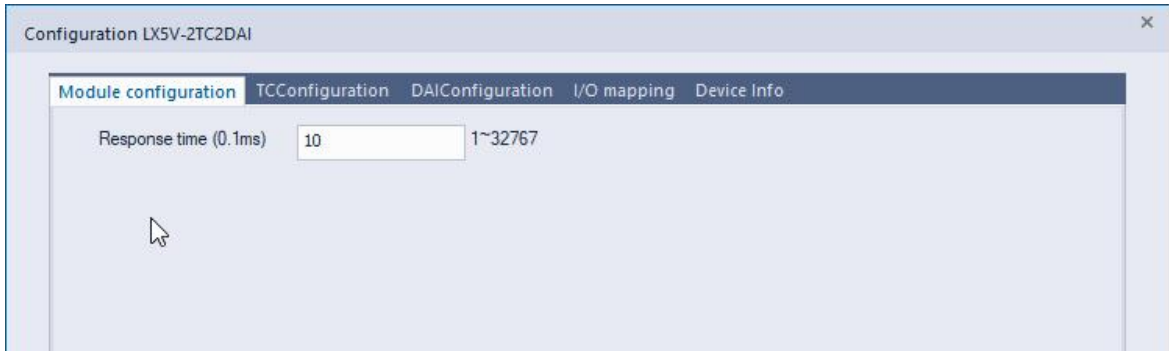 Configuration LX5V-2TC2DAI
Module configuration TCConfiguration DAIConfiguration I/O mapping Device Info
Response time (0.1ms) 10 1~32767